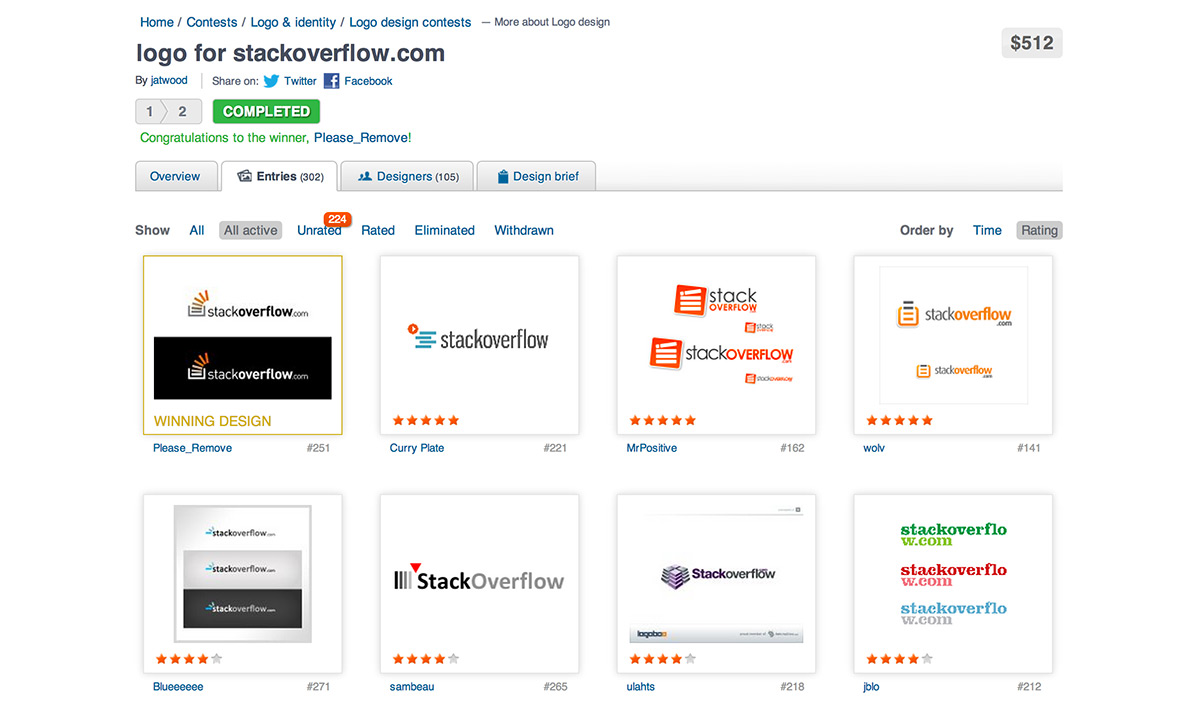 Home / Contests / Logo & identity / Logo design contests — More about Logo design
logo for stackoverflow.com
$512
By jatwood Share on: Twitter Facebook
1 2 COMPLETED
Congratulations to the winner, Please_Remove!
Overview Entries (302) Designers (105) Design brief
224
Show All All active Unrated Rated Eliminated Withdrawn Order by Time Rating
stackoverflow.com
stackoverflow.com
WINNING DESIGN
Please_Remove #251
stackoverflow
Curry Plate #221
stack
OVERFLOW
stack
stackOVERFLOW
.com
stackoverflow
MrPositive #162
stackoverflow
.com
stackoverflow
.com
wolv #141
stackoverflow.com
stackoverflow.com
stackoverflow.com
Blueeeeee #271
StackOverflow
sambeau #265
Stackoverflow
logoboo
ulahts #218
stackoverflo
w.com
stackoverflo
w.com
stackoverflo
w.com
jblo #212